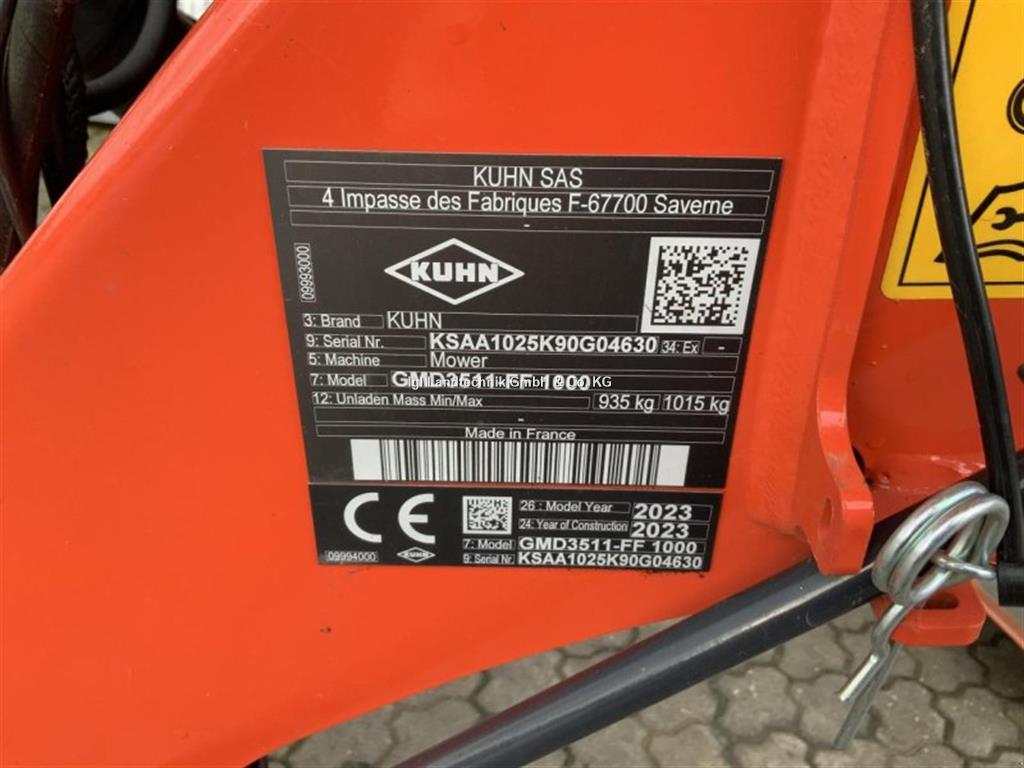 KUHN SAS
4 Impasse des Fabriques F-67700 Saverne
-
09993000
KUHN
3: Brand KUHN
9: Serial Nr. KSAA1025K90G04630 34: Ex -
5: Machine Mower
7: Model GMD3511-FF 1000
12: Unladen Mass Min/Max 935 kg 1015 kg
-
Made in France
CE
26 : Model Year 2023
24: Year of Construction 2023
7: Model GMD3511-FF 1000
9: Serial Nr. KSAA1025K90G04630
09994000
KUHN